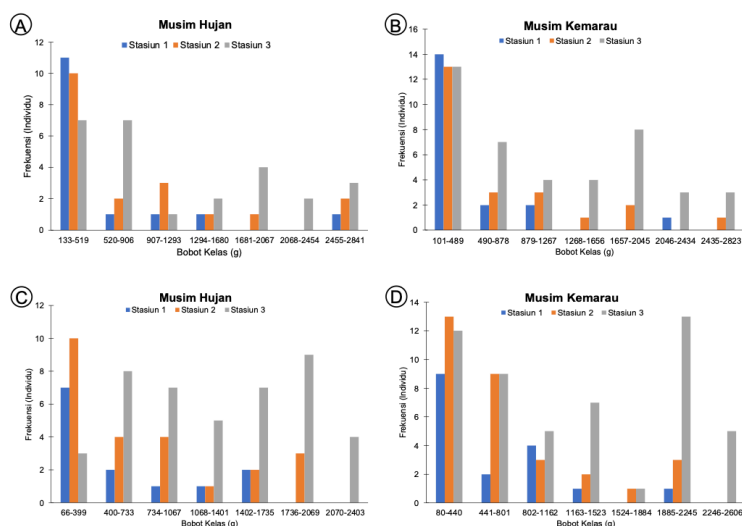 A
Musim Hujan
Stasiun 1 Stasiun 2 Stasiun 3
Frekuensi (Individu)
12
10
8
6
4
2
0
133-519 520-906 907-1293 1294-1680 1681-2067 2068-2454 2455-2841
Bobot Kelas (g)
B
Musim Kemarau
Stasiun 1 Stasiun 2 Stasiun 3
Frekuensi (Individu)
16
14
12
10
8
6
4
2
0
101-489 490-878 879-1267 1268-1656 1657-2045 2046-2434 2435-2823
Bobot Kelas (g)
C
Musim Hujan
Stasiun 1 Stasiun 2 Stasiun 3
Frekuensi (Individu)
12
10
8
6
4
2
0
66-399 400-733 734-1067 1068-1401 1402-1735 1736-2069 2070-2403
Bobot Kelas (g)
D
Musim Kemarau
Stasiun 1 Stasiun 2 Stasiun 3
Frekuensi (Individu)
14
12
10
8
6
4
2
0
80-440 441-801 802-1162 1163-1523 1524-1884 1885-2245 2246-2606
Bobot Kelas (g)